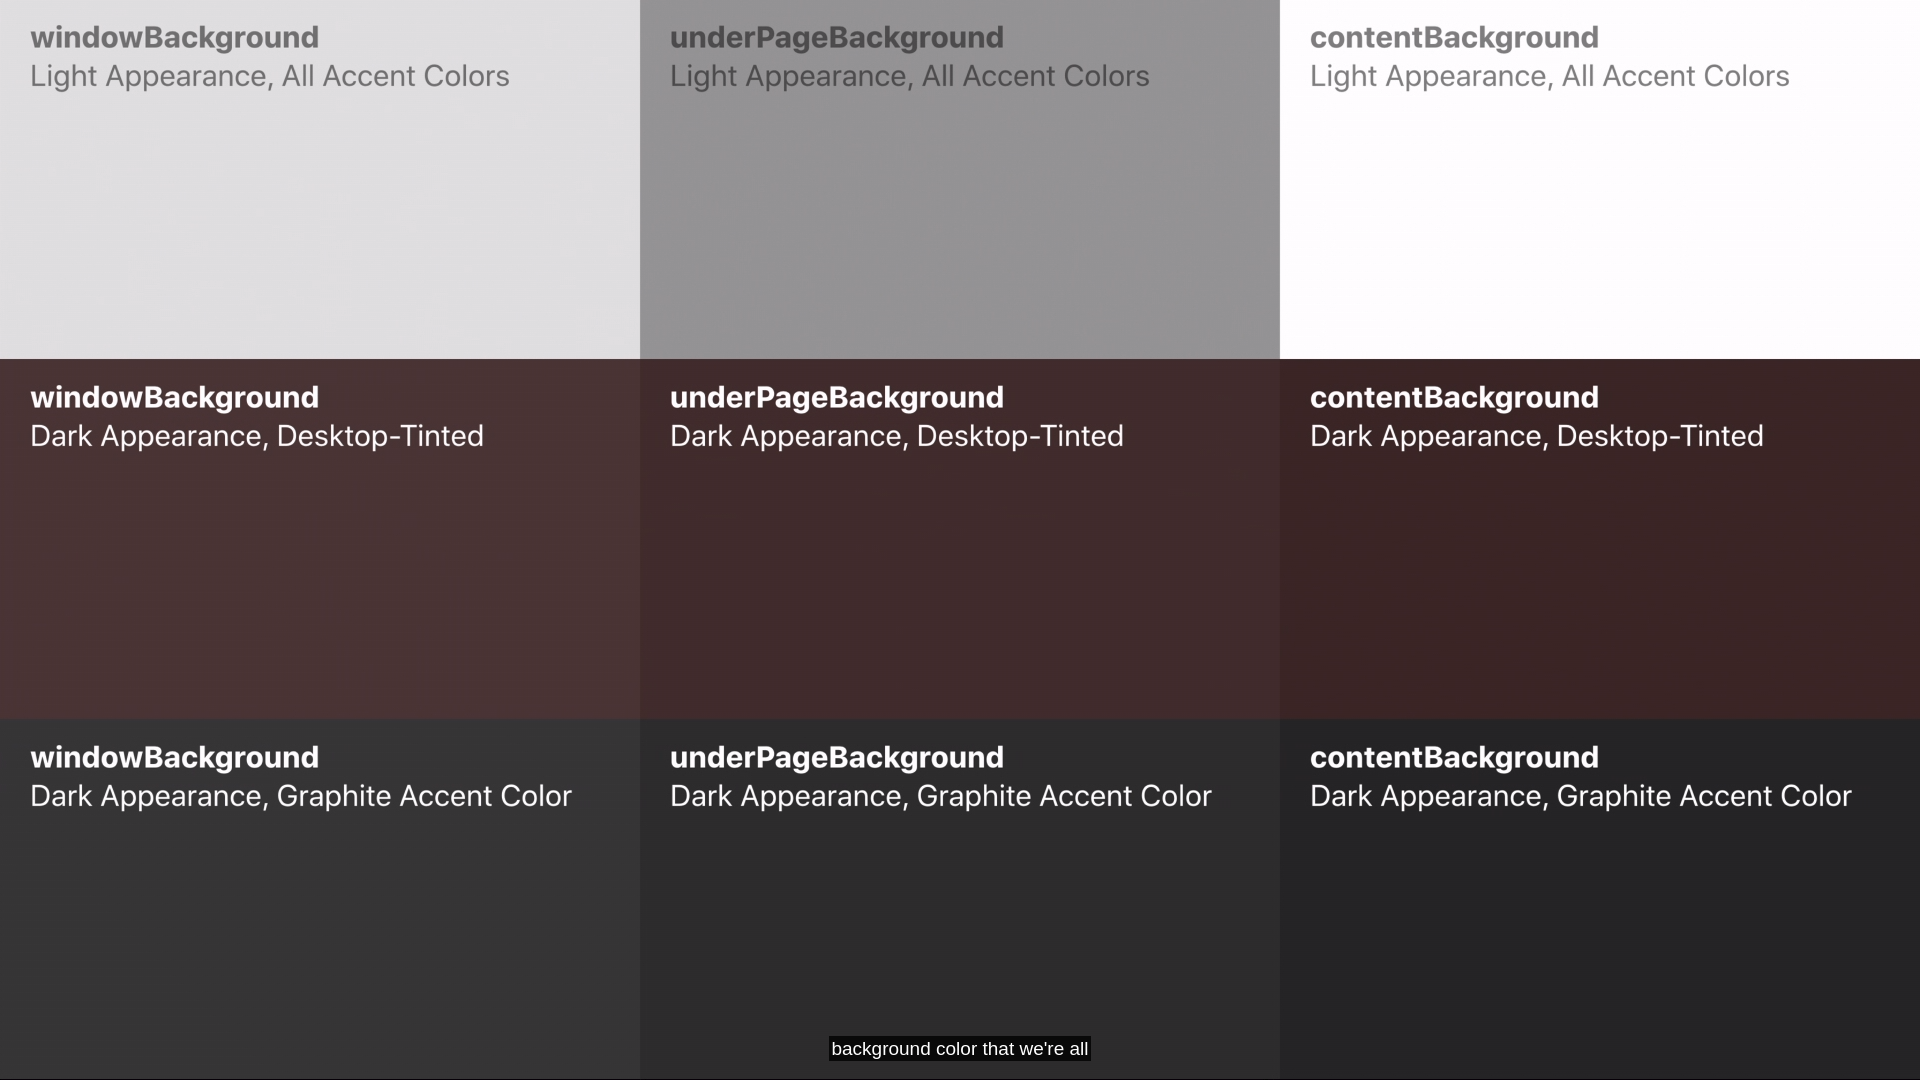 windowBackground
Light Appearance, All Accent Colors
underPageBackground
Light Appearance, All Accent Colors
contentBackground
Light Appearance, All Accent Colors
windowBackground
Dark Appearance, Desktop-Tinted
underPageBackground
Dark Appearance, Desktop-Tinted
contentBackground
Dark Appearance, Desktop-Tinted
windowBackground
Dark Appearance, Graphite Accent Color
underPageBackground
Dark Appearance, Graphite Accent Color
contentBackground
Dark Appearance, Graphite Accent Color
background color that we're all